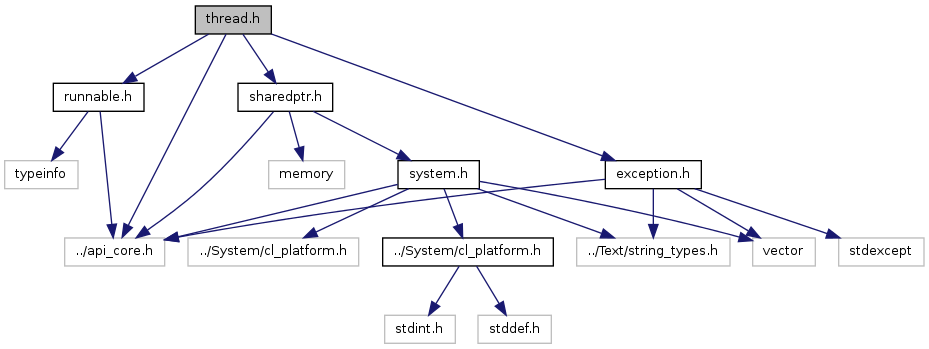 thread.h
runnable.h
sharedptr.h
typeinfo
memory
system.h
exception.h
../api_core.h
../System/cl_platform.h
../System/cl_platform.h
../Text/string_types.h
vector
stdexcept
stdint.h
stddef.h